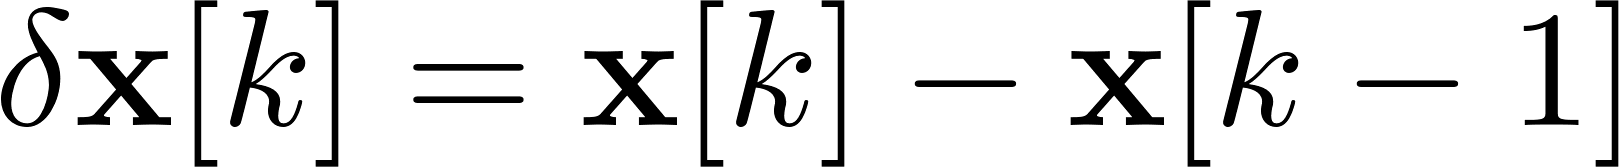 δ𝐱[k] = 𝐱[k] − 𝐱[k − 1]